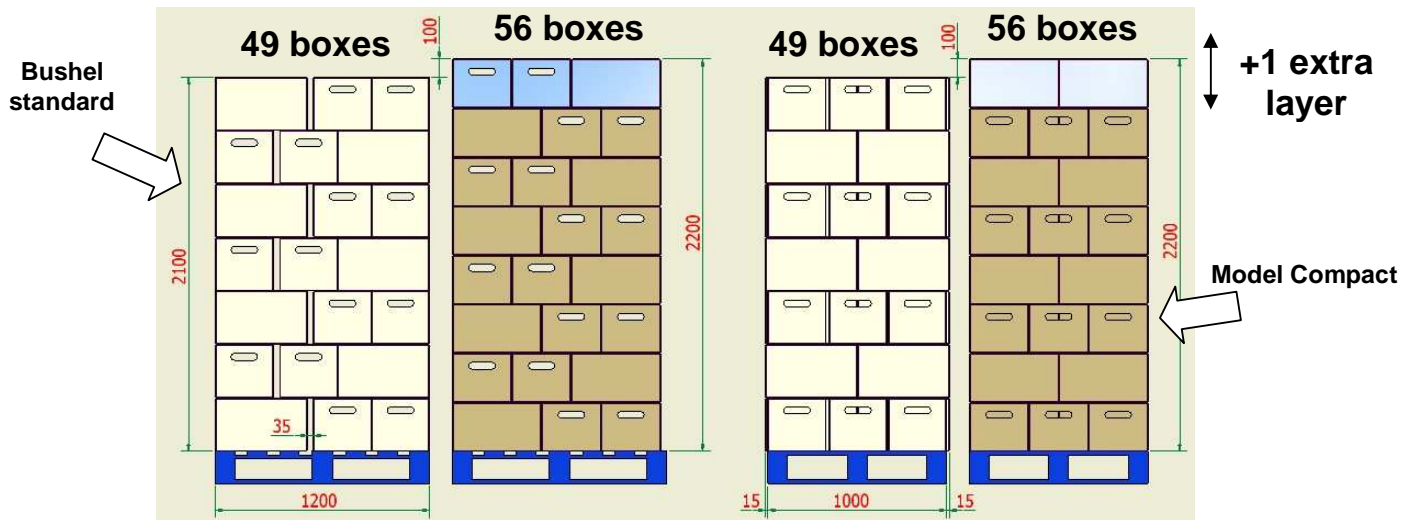 49 boxes
56 boxes
49 boxes
56 boxes
100
100
+1 extra
layer
Bushel
standard
2100
2200
2200
Model Compact
35
1200
15
1000
15